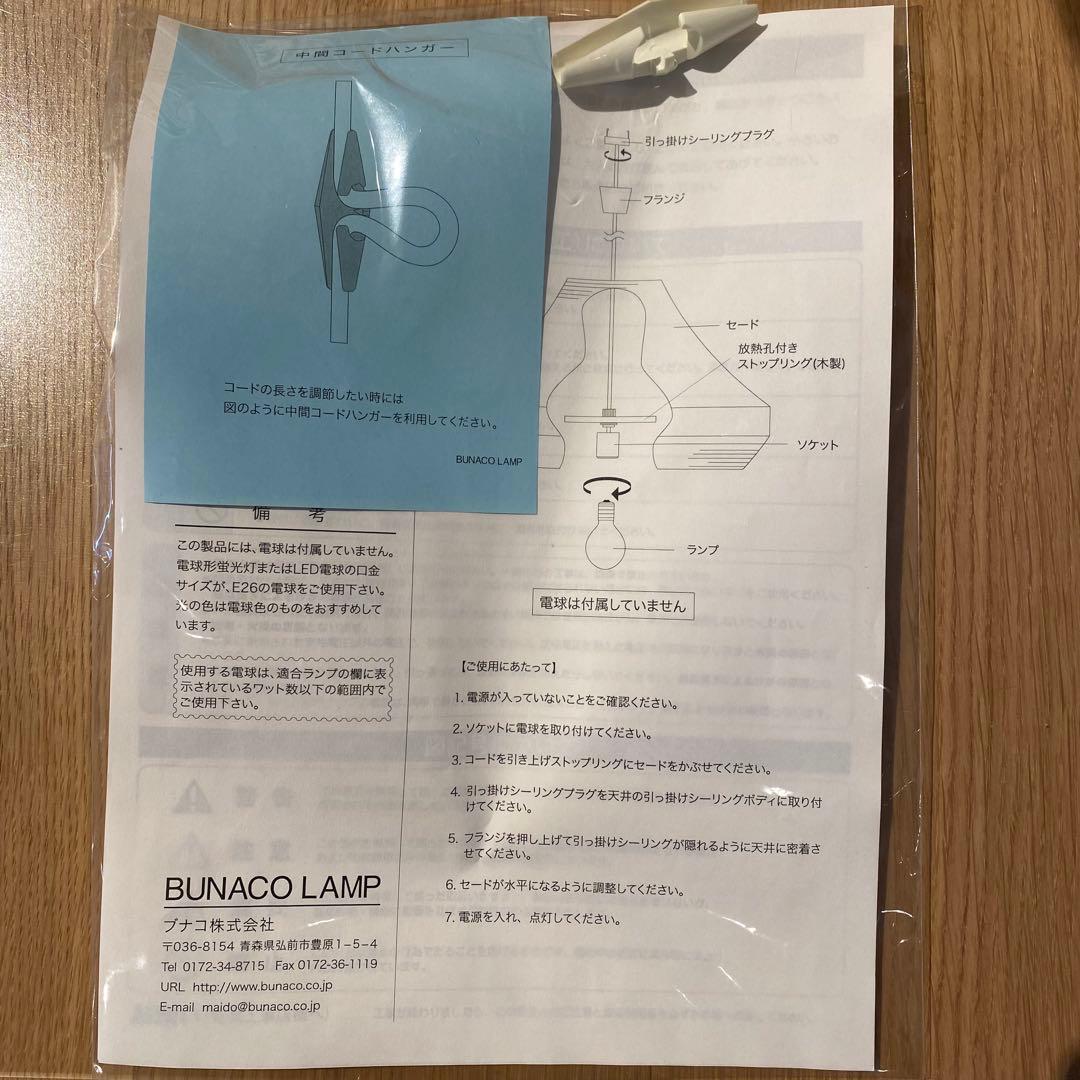 中間コードハンガー
コードの長さを調節したい時には
図のように中間コードハンガーを利用してください。
BUNACO LAMP
引っ掛けシーリングプラグ
フランジ
セード
放熱孔付き
ストップリング(木製)
ソケット
ランプ
電球は付属していません
備 考
この製品には、電球は付属していません。
電球形蛍光灯またはLED電球の口金
サイズが、E26の電球をご使用下さい。
光の色は電球色のものをおすすめして
います。
使用する電球は、適合ランプの欄に表
示されているワット数以下の範囲内で
ご使用下さい。
【ご使用にあたって】
1. 電源が入っていないことをご確認ください。
2. ソケットに電球を取り付けてください。
3. コードを引き上げストップリングにセードをかぶせてください。
4. 引っ掛けシーリングプラグを天井の引っ掛けシーリングボディに取り付
けてください。
5. フランジを押し上げて引っ掛けシーリングが隠れるように天井に密着さ
せてください。
6. セードが水平になるように調整してください。
7. 電源を入れ、点灯してください。
BUNACO LAMP
ブナコ株式会社
〒036-8154 青森県弘前市豊原1-5-4
Tel 0172-34-8715 Fax 0172-36-1119
URL http://www.bunaco.co.jp
E-mail maido@bunaco.co.jp